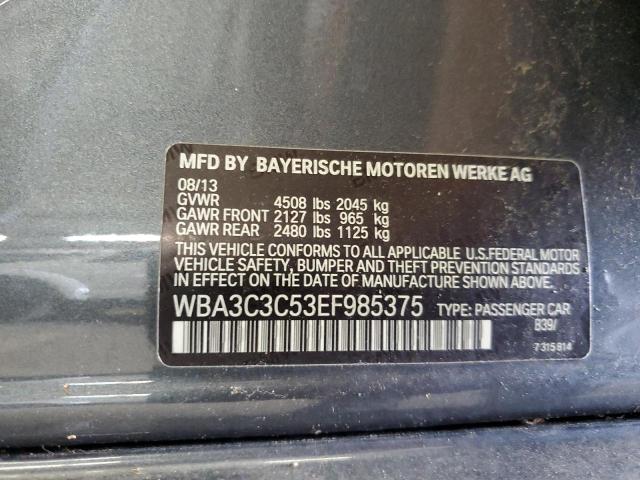 MFD BY BAYERISCHE MOTOREN WERKE AG
08/13
GVWR 4508 lbs 2045 kg
GAWR FRONT 2127 lbs 965 kg
GAWR REAR 2480 lbs 1125 kg
THIS VEHICLE CONFORMS TO ALL APPLICABLE U.S.FEDERAL MOTOR
VEHICLE SAFETY, BUMPER AND THEFT PREVENTION STANDARDS
IN EFFECT ON THE DATE OF MANUFACTURE SHOWN ABOVE.
WBA3C3C53EF985375 TYPE: PASSENGER CAR
B39/
7315814